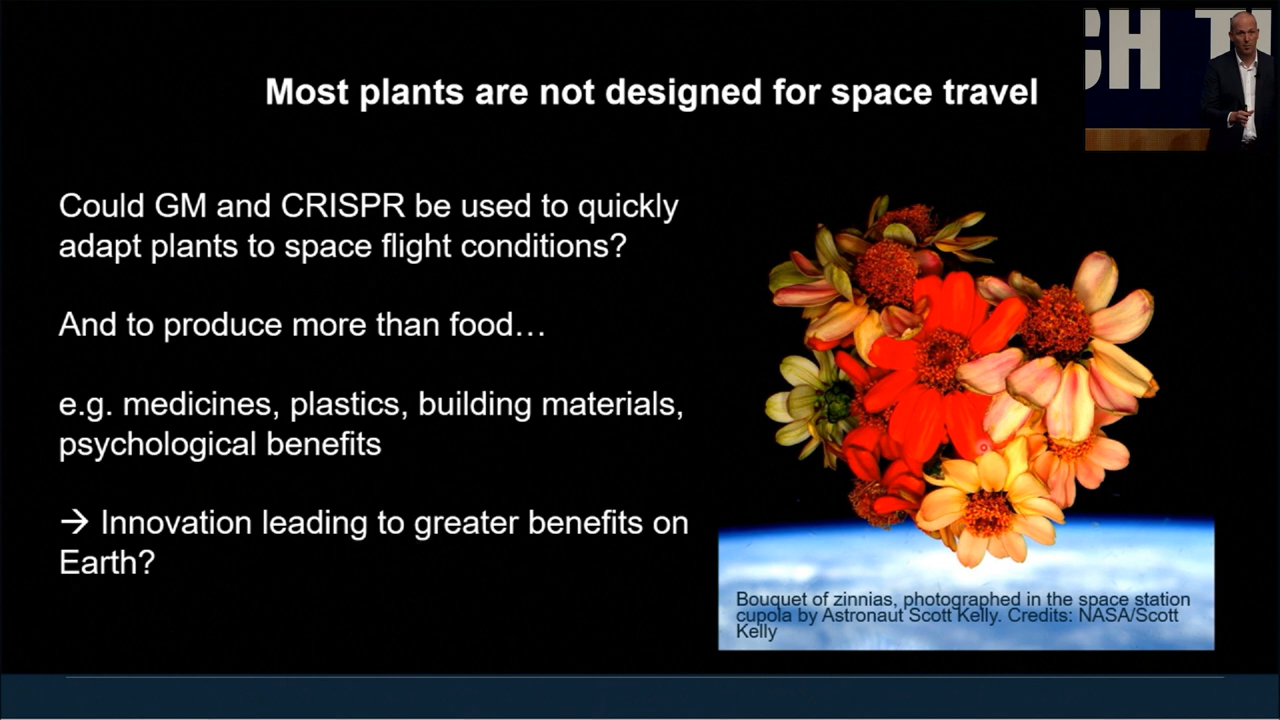 CH T
Most plants are not designed for space travel
Could GM and CRISPR be used to quickly
adapt plants to space flight conditions?
And to produce more than food…
e.g. medicines, plastics, building materials,
psychological benefits
→ Innovation leading to greater benefits on
Earth?
Bouquet of zinnias, photographed in the space station
cupola by Astronaut Scott Kelly. Credits: NASA/Scott
Kelly